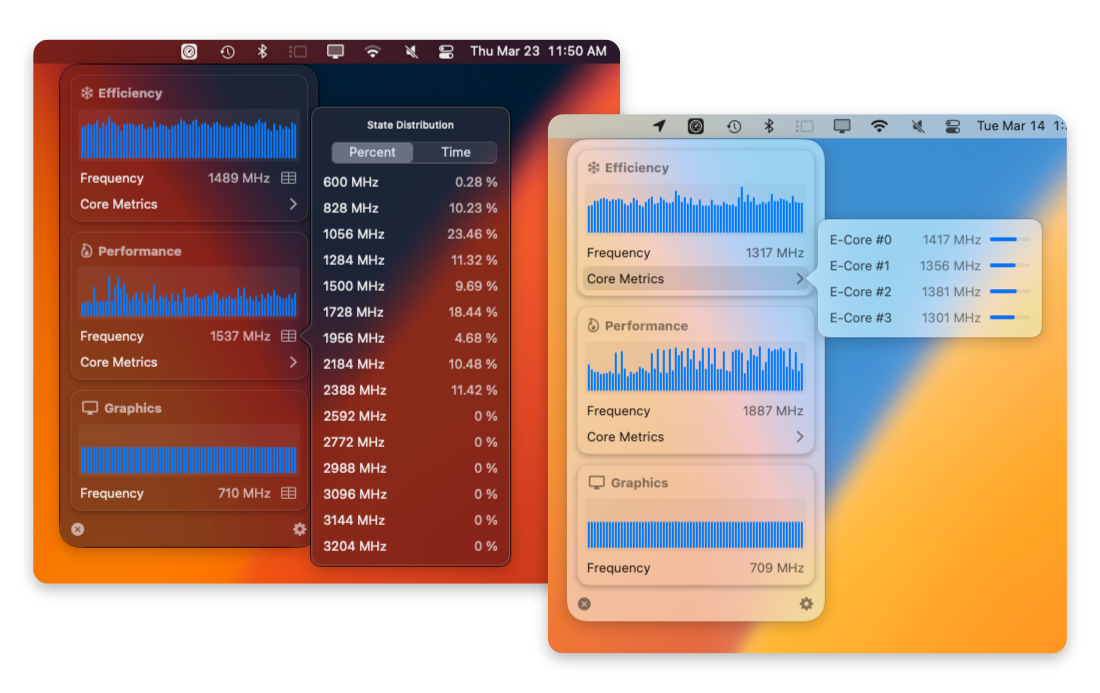 Thu Mar 23 11:50 AM
Efficiency
Frequency 1489 MHz
Core Metrics
Performance
Frequency 1537 MHz
Core Metrics
Graphics
Frequency 710 MHz
State Distribution
Percent Time
600 MHz 0.28 %
828 MHz 10.23 %
1056 MHz 23.46 %
1284 MHz 11.32 %
1500 MHz 9.69 %
1728 MHz 18.44 %
1956 MHz 4.68 %
2184 MHz 10.48 %
2388 MHz 11.42 %
2592 MHz 0 %
2772 MHz 0 %
2988 MHz 0 %
3096 MHz 0 %
3144 MHz 0 %
3204 MHz 0 %
Tue Mar 14 1:
Efficiency
Frequency 1317 MHz
Core Metrics
Performance
Frequency 1887 MHz
Core Metrics
Graphics
Frequency 709 MHz
E-Core #0 1417 MHz
E-Core #1 1356 MHz
E-Core #2 1381 MHz
E-Core #3 1301 MHz